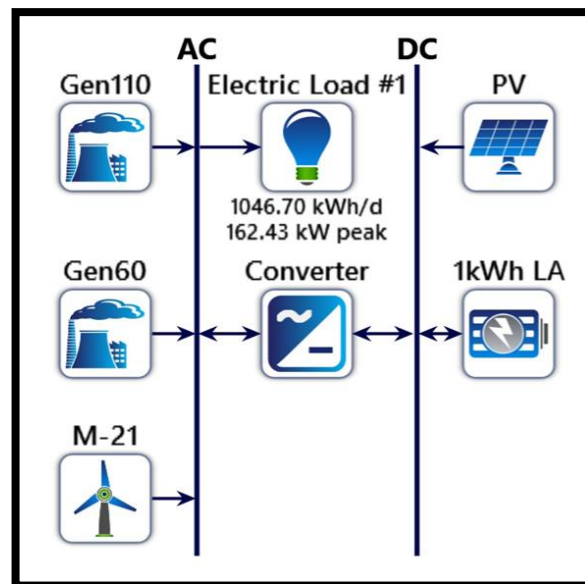 AC
DC
Gen110
Electric Load #1
PV
1046.70 kWh/d
162.43 kW peak
Gen60
Converter
1kWh LA
M-21